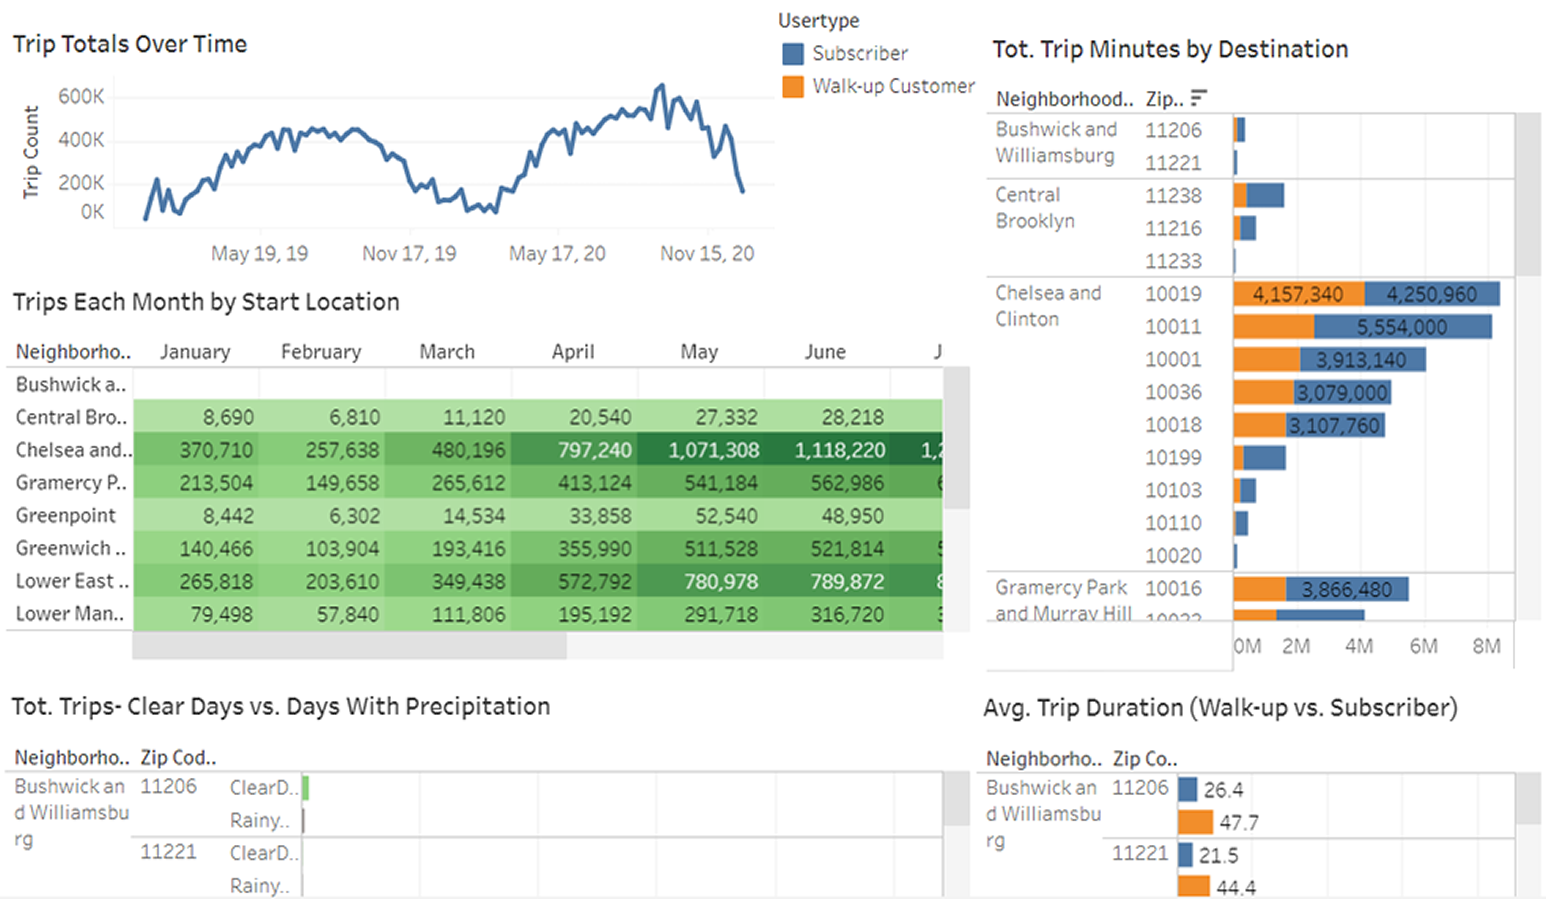 Trip Totals Over Time
Trip Count
600K
400K
200K
0K
May 19, 19 Nov 17, 19 May 17, 20 Nov 15, 20
Usertype
Subscriber
Walk-up Customer
Trips Each Month by Start Location
Neighborho.. January February March April May June J
Bushwick a..
Central Bro.. 8,690 6,810 11,120 20,540 27,332 28,218
Chelsea and.. 370,710 257,638 480,196 797,240 1,071,308 1,118,220 1,2
Gramercy P.. 213,504 149,658 265,612 413,124 541,184 562,986 6
Greenpoint 8,442 6,302 14,534 33,858 52,540 48,950
Greenwich .. 140,466 103,904 193,416 355,990 511,528 521,814 5
Lower East .. 265,818 203,610 349,438 572,792 780,978 789,872 8
Lower Man.. 79,498 57,840 111,806 195,192 291,718 316,720 3
Tot. Trip Minutes by Destination
Neighborhood.. Zip..
Bushwick and 11206
Williamsburg 11221
Central 11238
Brooklyn 11216
11233
Chelsea and 10019 4,157,340 4,250,960
Clinton 10011 5,554,000
10001 3,913,140
10036 3,079,000
10018 3,107,760
10199
10103
10110
10020
Gramercy Park 10016 3,866,480
and Murray Hill
0M 2M 4M 6M 8M
Tot. Trips- Clear Days vs. Days With Precipitation
Neighborho.. Zip Cod..
Bushwick an 11206 ClearD..
d Williamsbu Rainy..
rg 11221 ClearD..
Rainy..
Avg. Trip Duration (Walk-up vs. Subscriber)
Neighborho.. Zip Co..
Bushwick an 11206 26.4
d Williamsbu 47.7
rg 11221 21.5
44.4